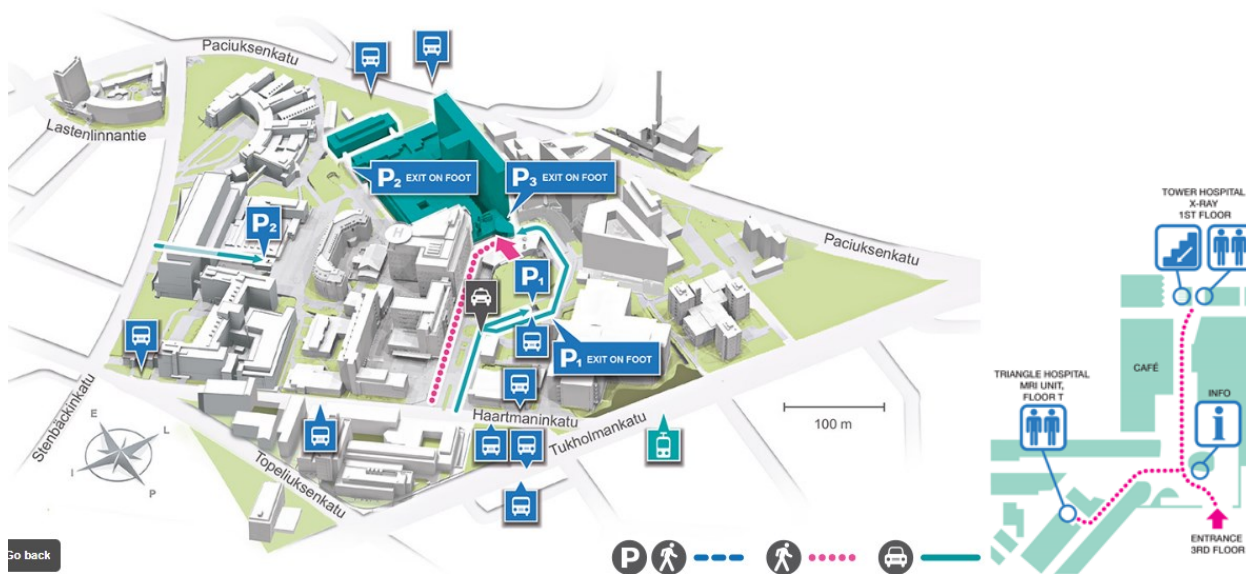 Paciuksenkatu
Lastenlinnantie
P2 EXIT ON FOOT
P3 EXIT ON FOOT
P2
H
P1
Paciuksenkatu
P1 EXIT ON FOOT
Stenbäckinkatu
Haartmaninkatu
Tukholmankatu
Topeliuksenkatu
100 m
E
L
I
P
Go back
P
TOWER HOSPITAL
X-RAY
1ST FLOOR
CAFÉ
TRIANGLE HOSPITAL
MRI UNIT,
FLOOR T
INFO
i
ENTRANCE
3RD FLOOR